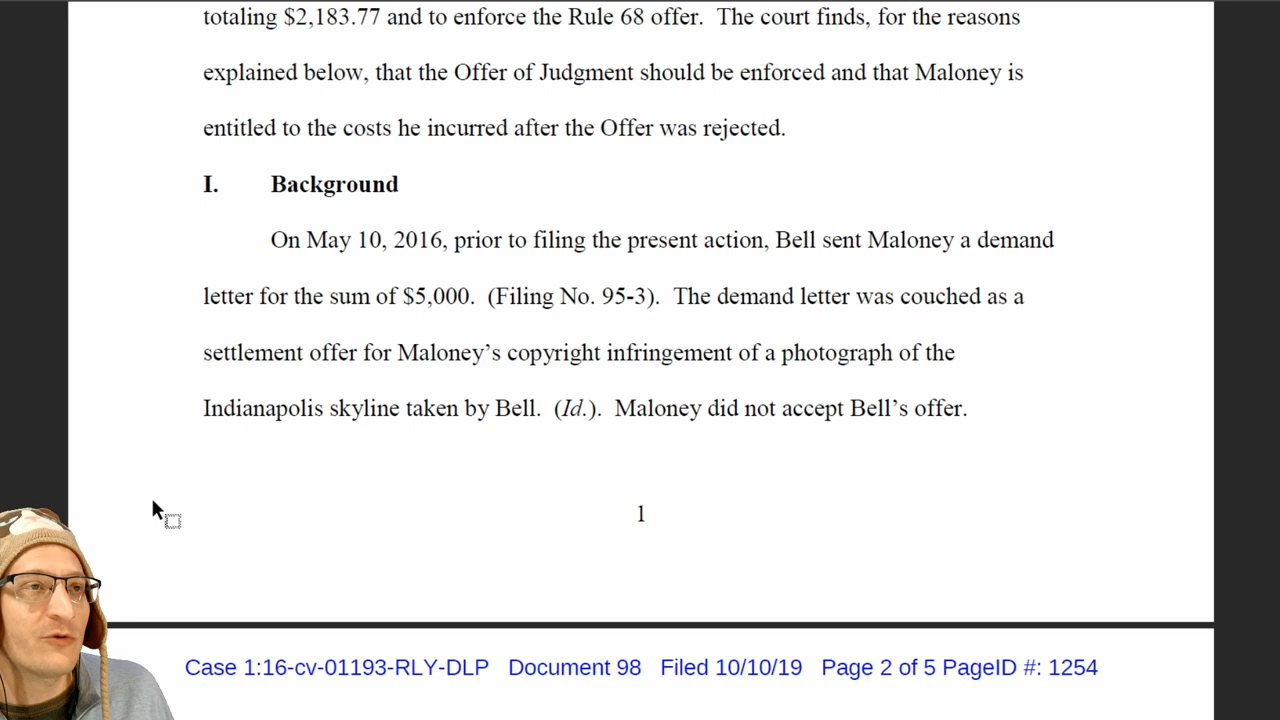 totaling $2,183.77 and to enforce the Rule 68 offer.  The court finds, for the reasons
explained below, that the Offer of Judgment should be enforced and that Maloney is
entitled to the costs he incurred after the Offer was rejected.
I. Background
On May 10, 2016, prior to filing the present action, Bell sent Maloney a demand
letter for the sum of $5,000.  (Filing No. 95-3).  The demand letter was couched as a
settlement offer for Maloney’s copyright infringement of a photograph of the
Indianapolis skyline taken by Bell.  (Id.).  Maloney did not accept Bell’s offer.
1
Case 1:16-cv-01193-RLY-DLP Document 98 Filed 10/10/19 Page 2 of 5 PageID #: 1254